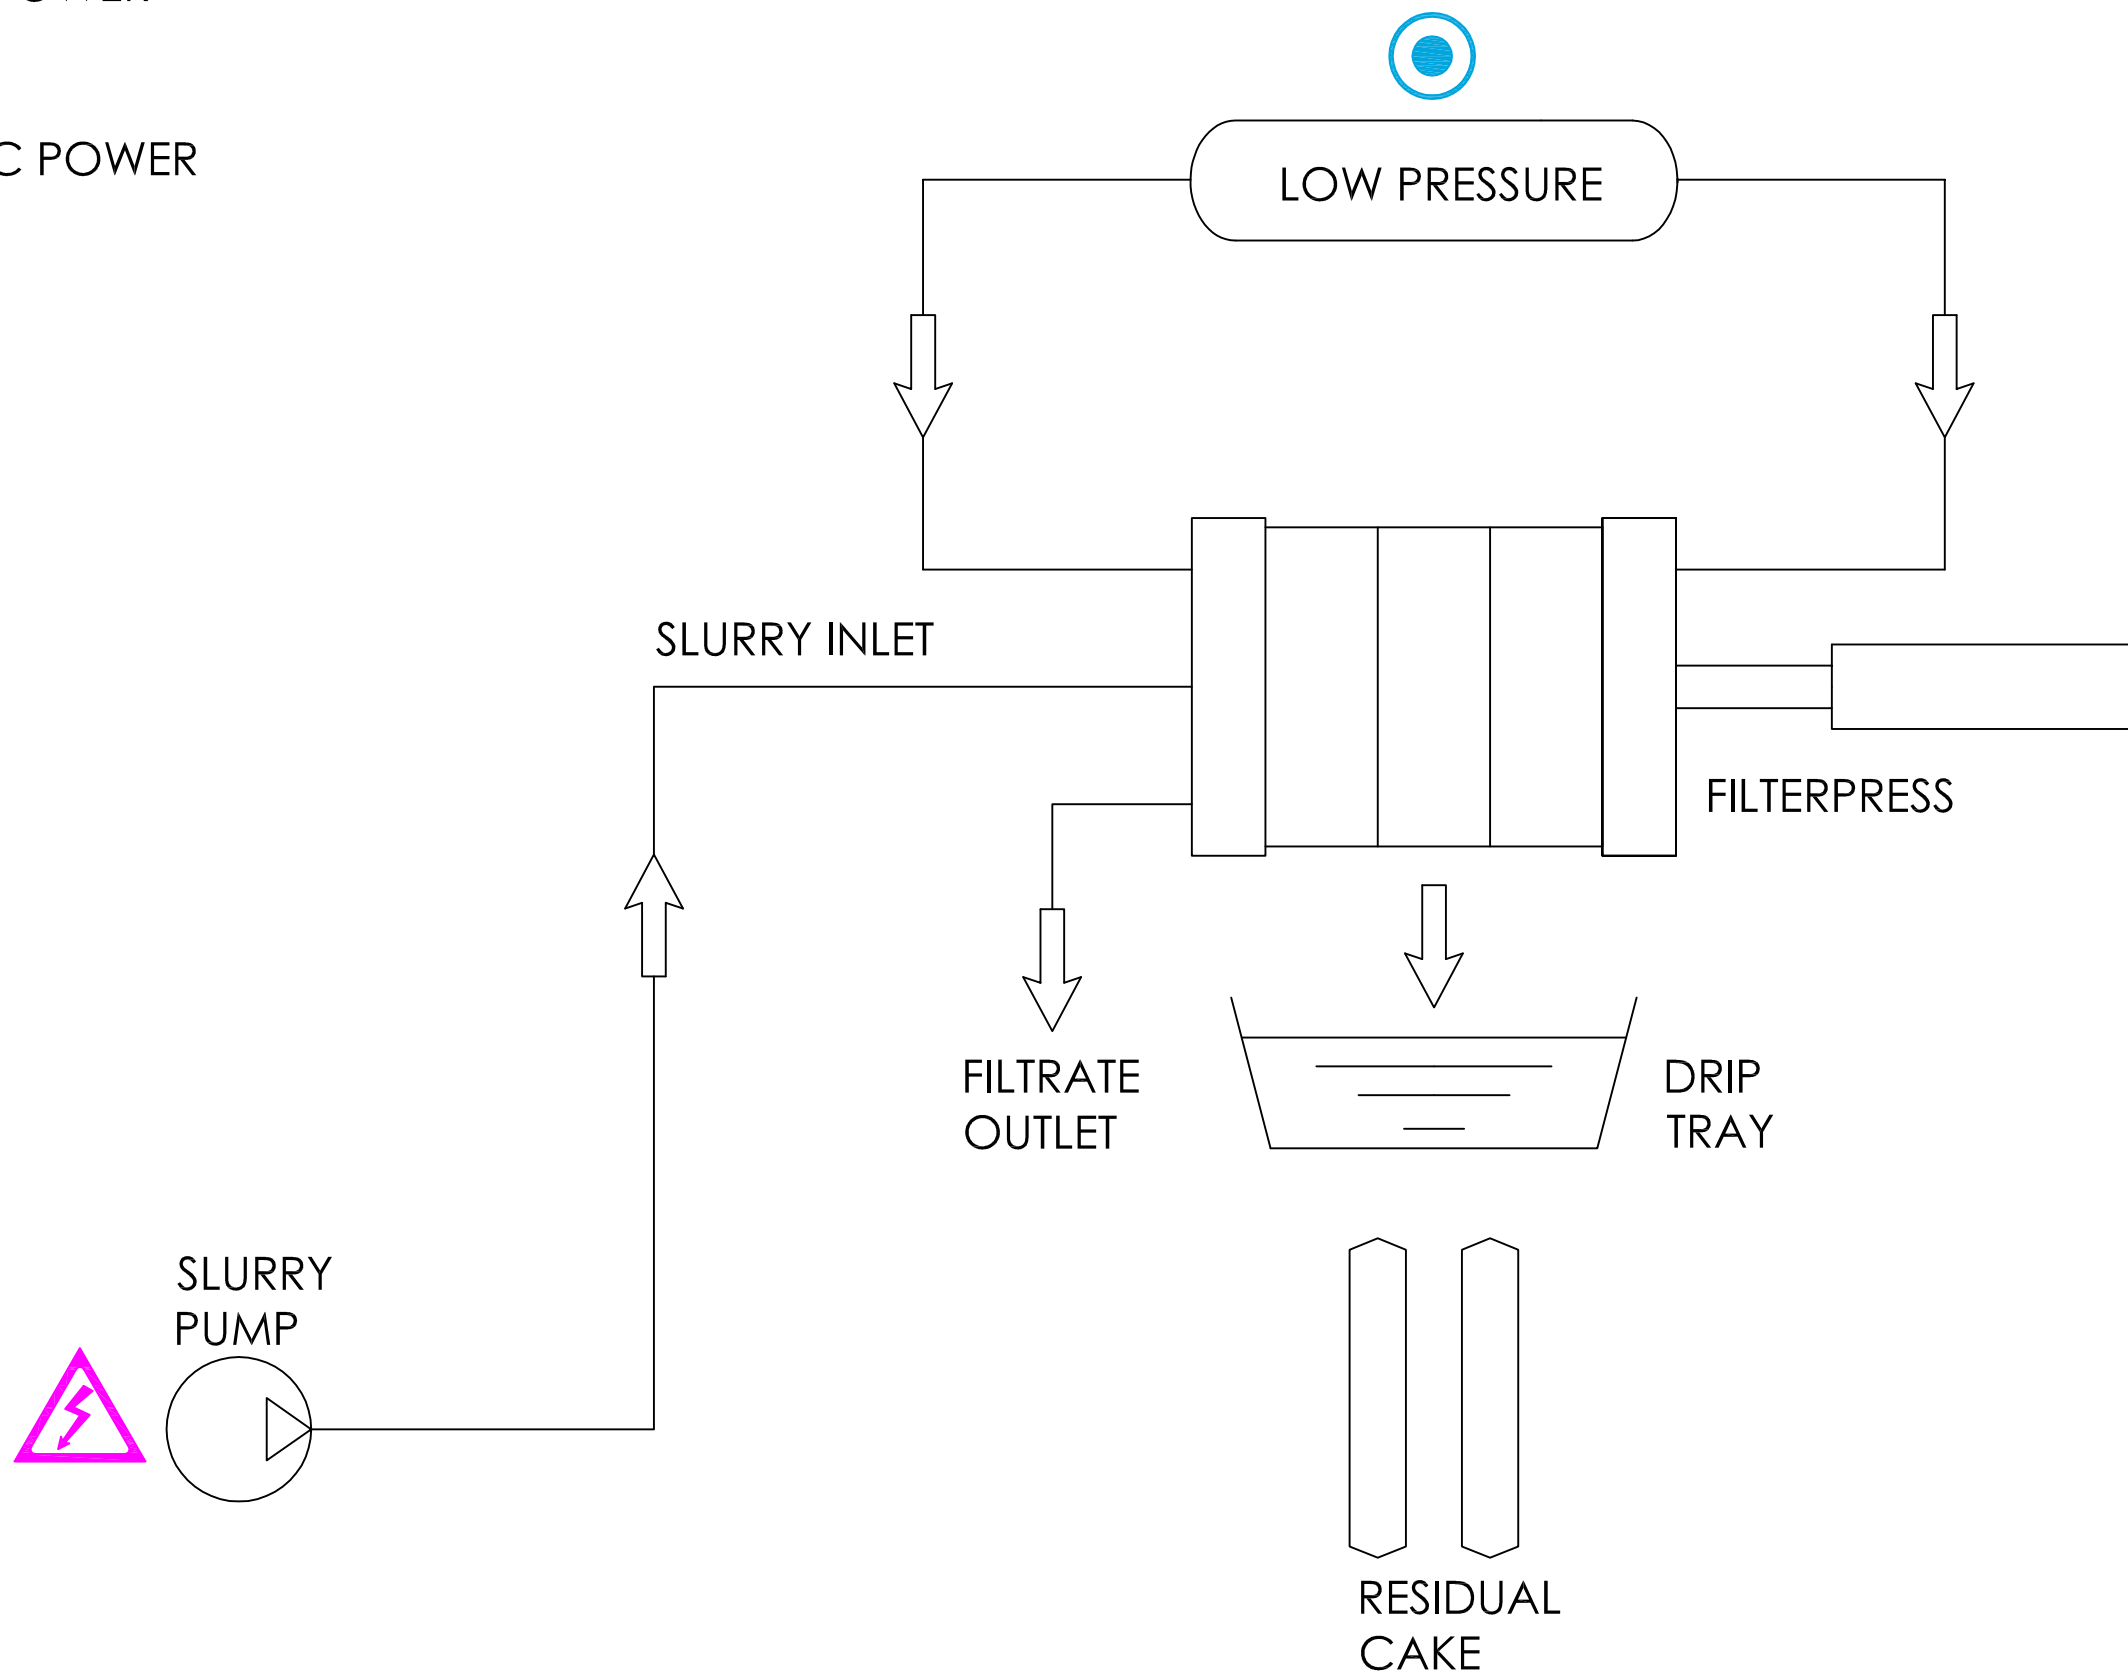 C POWER
LOW PRESSURE
SLURRY INLET
FILTERPRESS
FILTRATE
OUTLET
DRIP
TRAY
SLURRY
PUMP
RESIDUAL
CAKE